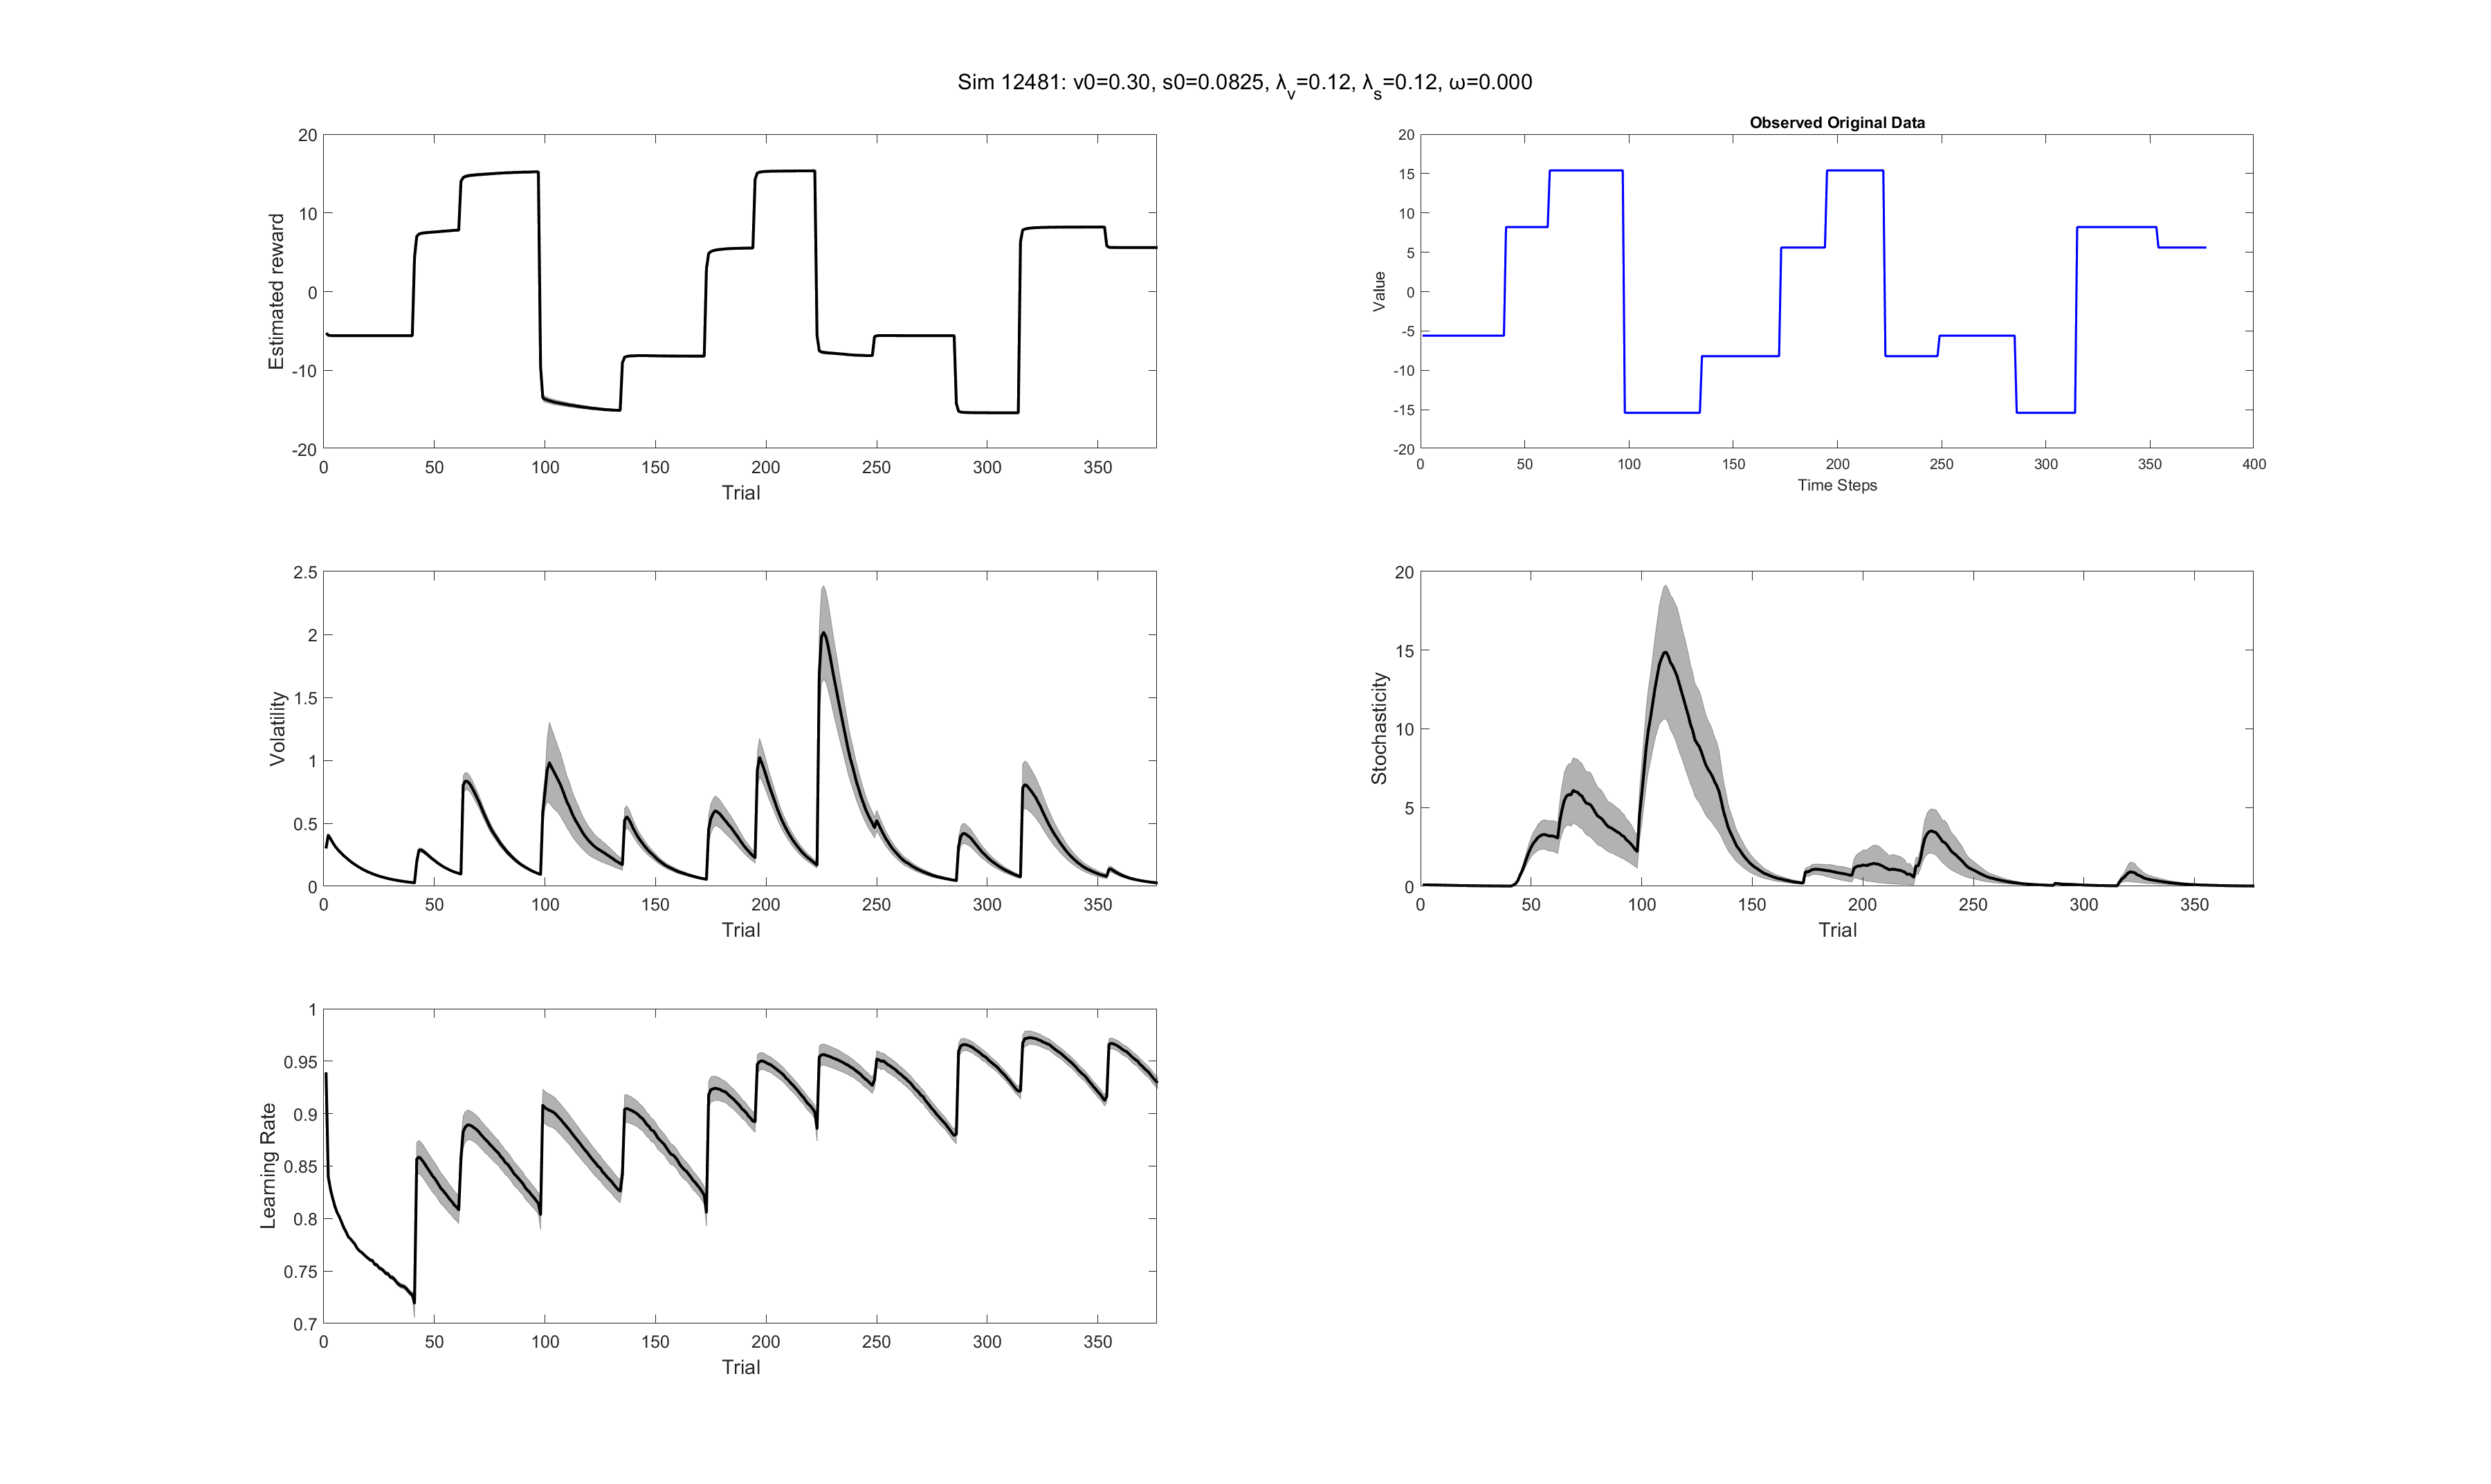 Sim 12481: v0=0.30, s0=0.0825, λv=0.12, λs=0.12, ω=0.000
20
10
0
-10
-20
Estimated reward
0 50 100 150 200 250 300 350
Trial
Observed Original Data
20
15
10
5
0
-5
-10
-15
-20
Value
0 50 100 150 200 250 300 350 400
Time Steps
2.5
2
1.5
1
0.5
0
Volatility
0 50 100 150 200 250 300 350
Trial
20
15
10
5
0
Stochasticity
0 50 100 150 200 250 300 350
Trial
1
0.95
0.9
0.85
0.8
0.75
0.7
Learning Rate
0 50 100 150 200 250 300 350
Trial